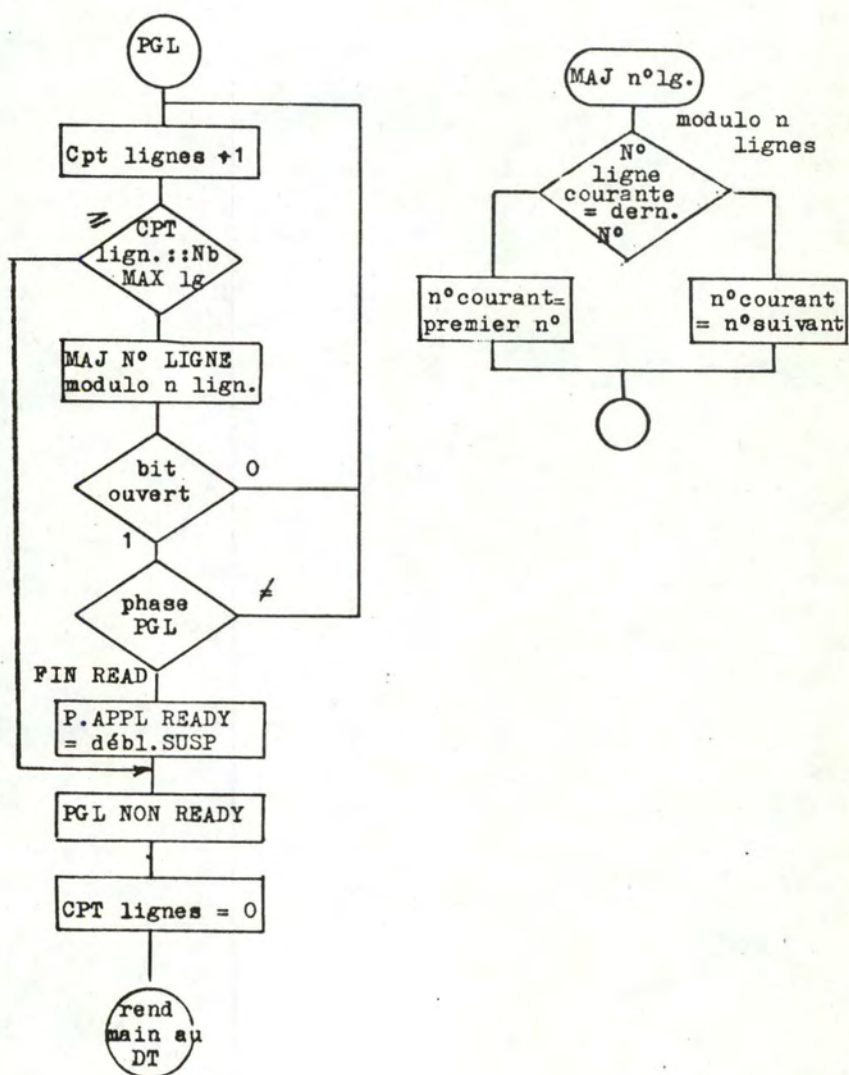 PGL
Cpt lignes +1
≥
CPT
lign.::Nb
MAX lg
MAJ N° LIGNE
modulo n lign.
bit
ouvert
0
1
phase
PGL
≠
FIN READ
P.APPL READY
= débl.SUSP
PGL NON READY
CPT lignes = 0
rend
main au
DT
MAJ n°lg.
modulo n
lignes
N°
ligne
courante
= dern.
N°
n°courant=
premier n°
n°courant
= n°suivant